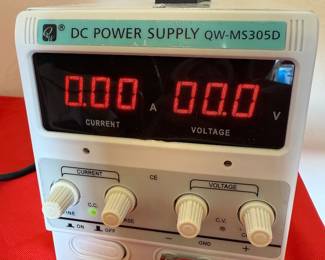 DC POWER SUPPLY QW-MS305D
0.00 A 00.0 V
CURRENT VOLTAGE
CURRENT CE VOLTAGE
C.C. C.V.
ON OFF − GND +